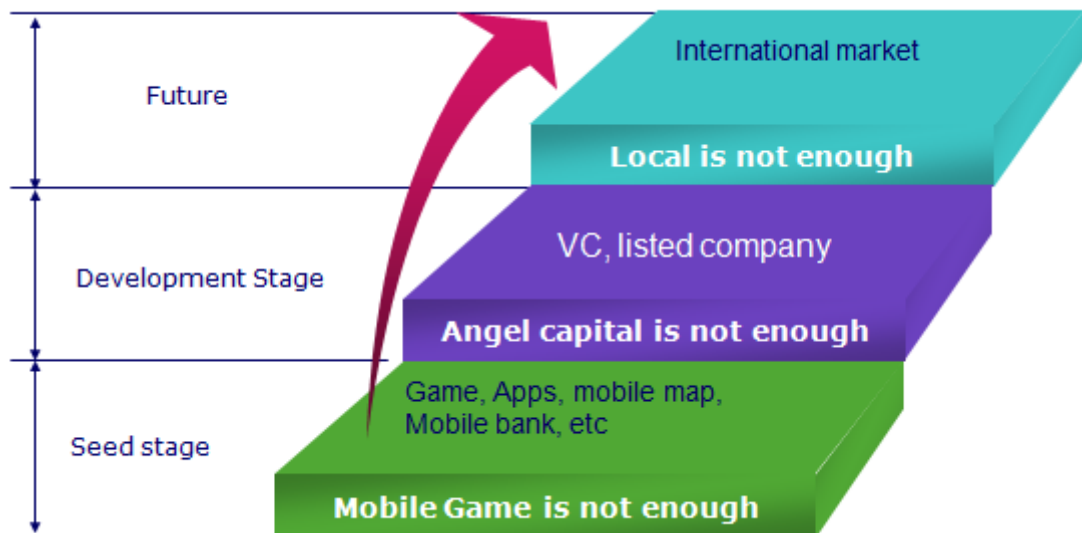 International market
Future
Local is not enough
VC, listed company
Development Stage
Angel capital is not enough
Game, Apps, mobile map,
Mobile bank, etc
Seed stage
Mobile Game is not enough